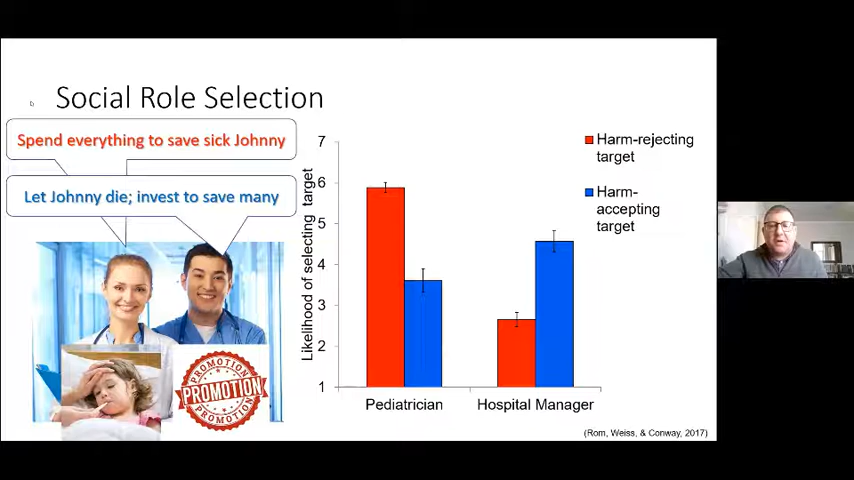 Social Role Selection
Spend everything to save sick Johnny
Let Johnny die; invest to save many
PROMOTION
PROMOTION
PROMOTION
Likelihood of selecting target
7
6
5
4
3
2
1
Pediatrician
Hospital Manager
Harm-rejecting
target
Harm-
accepting
target
(Rom, Weiss, & Conway, 2017)